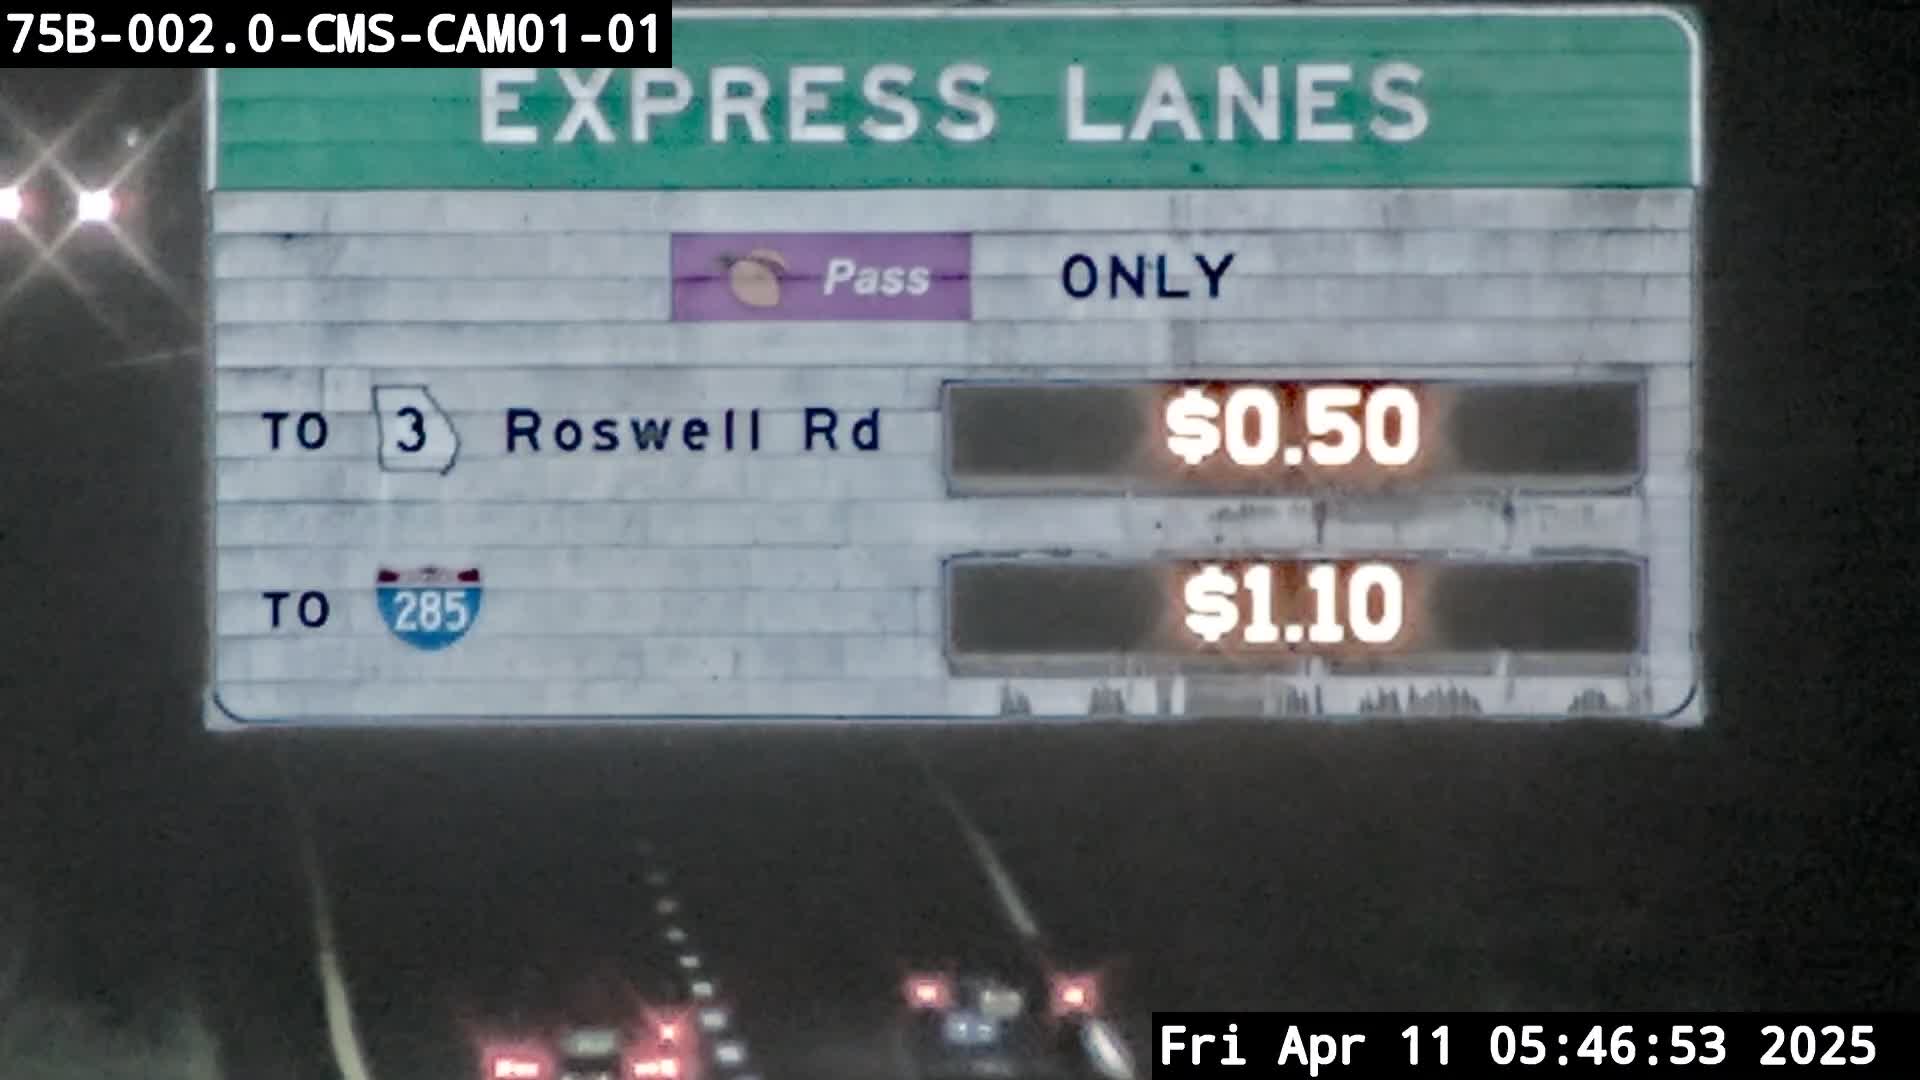 75B-002.0-CMS-CAM01-01
EXPRESS LANES
Pass ONLY
TO 3 Roswell Rd $0.50
TO 285 $1.10
Fri Apr 11 05:46:53 2025